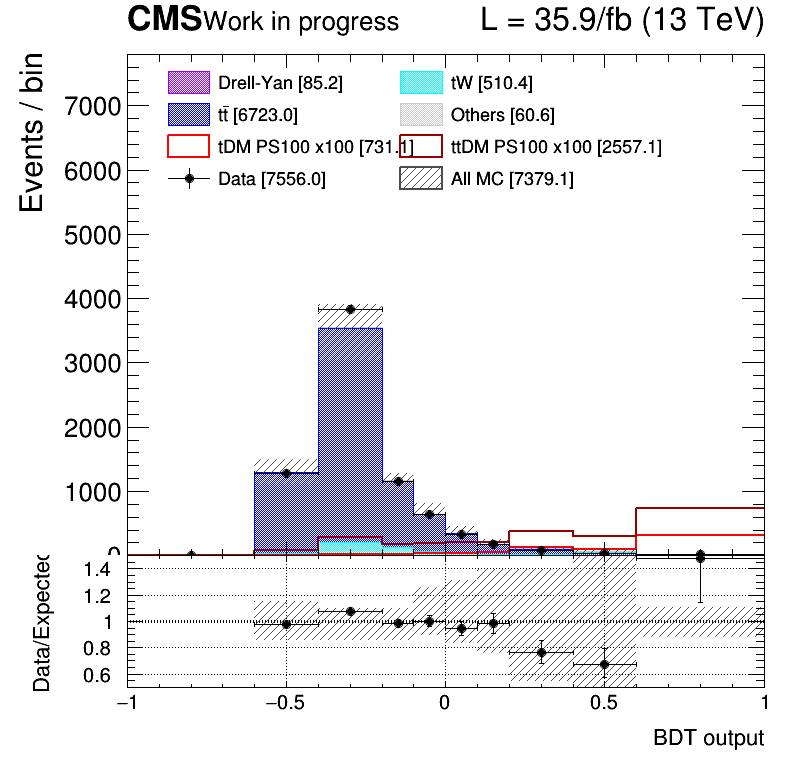 CMS Work in progress L = 35.9/fb (13 TeV)
Events / bin
7000
6000
5000
4000
3000
2000
1000
0
Drell-Yan [85.2] tW [510.4]
tt̄ [6723.0] Others [60.6]
tDM PS100 x100 [731.1] ttDM PS100 x100 [2557.1]
Data [7556.0] All MC [7379.1]
Data/Expected
1.4
1.2
1
0.8
0.6
−1 −0.5 0 0.5 1
BDT output